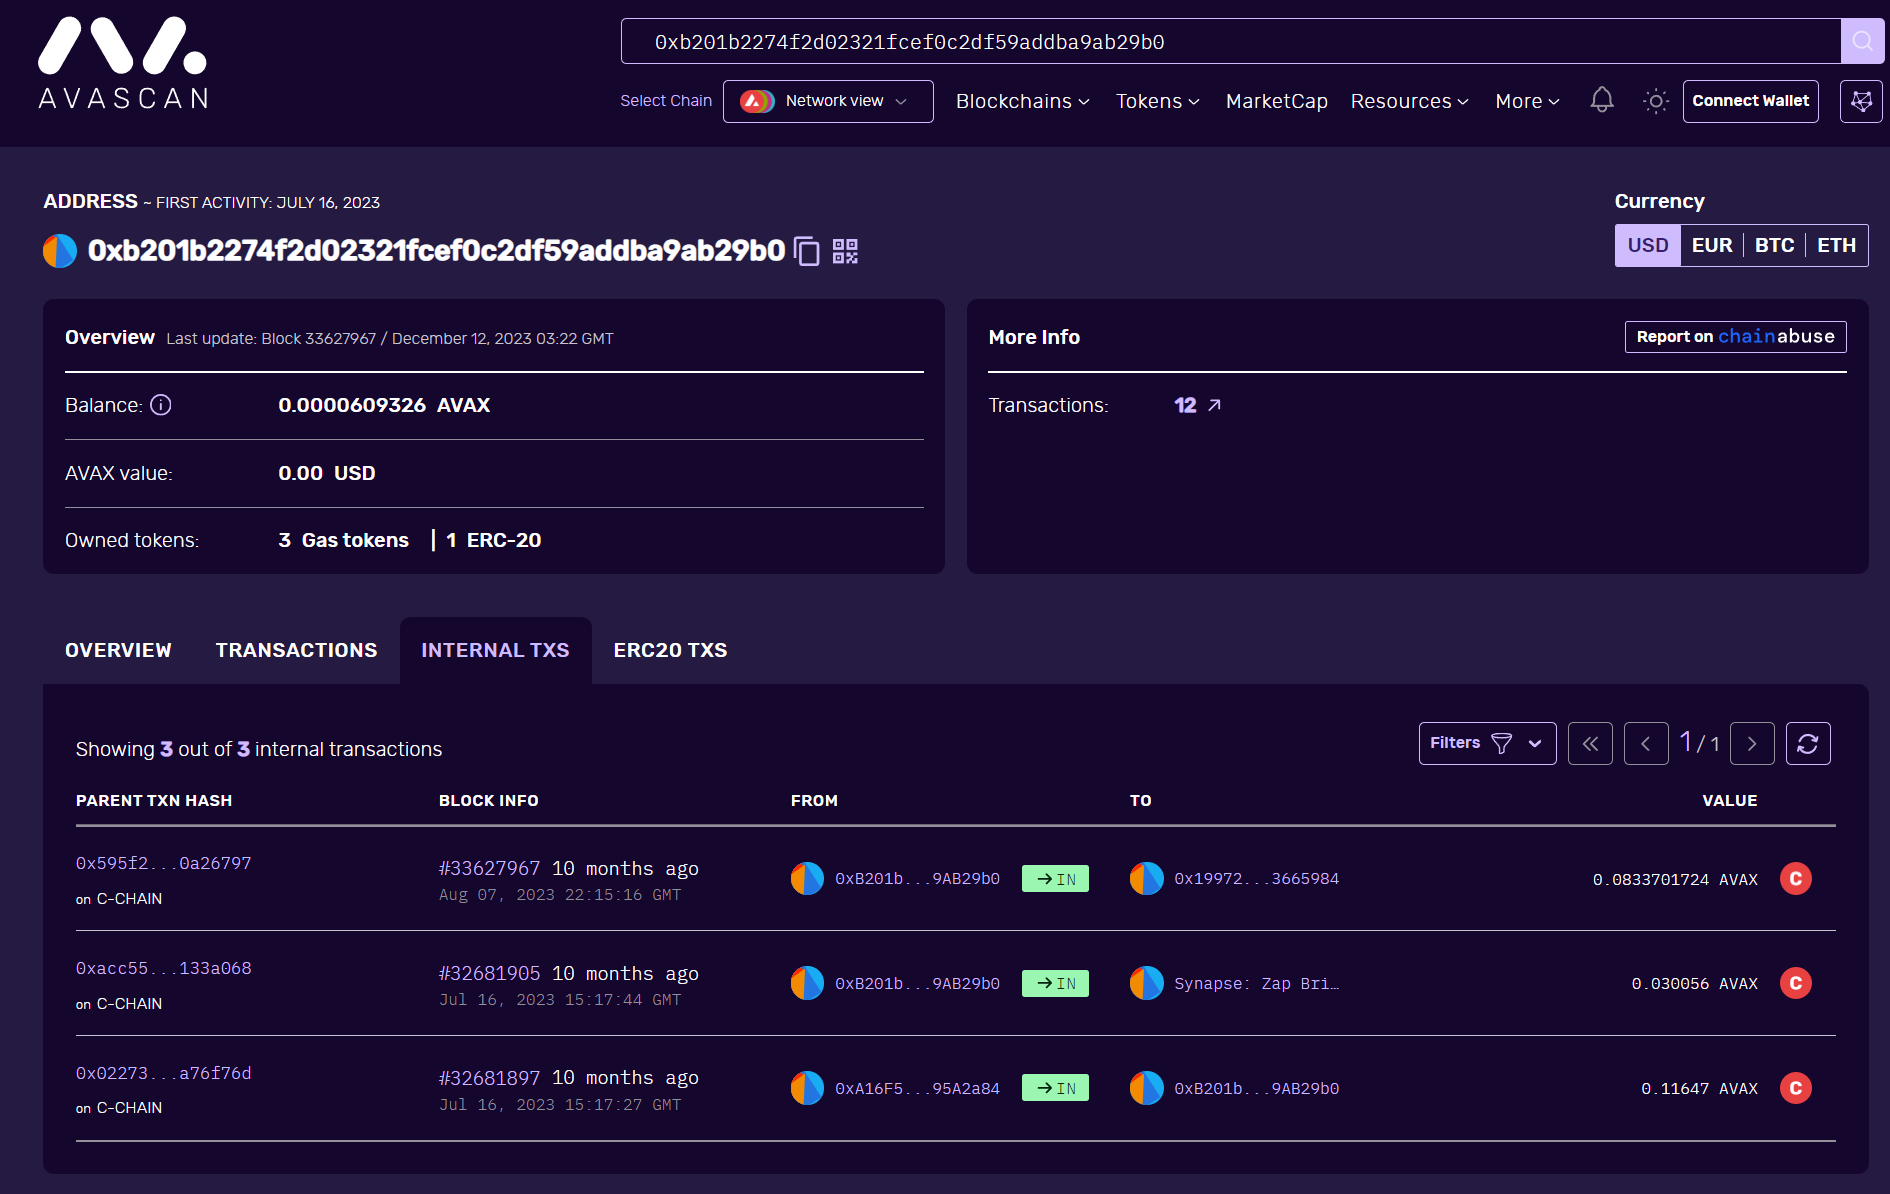 AVASCAN
0xb201b2274f2d02321fcef0c2df59addba9ab29b0
Select Chain Network view Blockchains Tokens MarketCap Resources More Connect Wallet
ADDRESS ~ FIRST ACTIVITY: JULY 16, 2023
0xb201b2274f2d02321fcef0c2df59addba9ab29b0
Currency
USD EUR BTC ETH
Overview Last update: Block 33627967 / December 12, 2023 03:22 GMT
Balance: 0.0000609326 AVAX
AVAX value: 0.00 USD
Owned tokens: 3 Gas tokens | 1 ERC-20
More Info Report on chainabuse
Transactions: 12
OVERVIEW TRANSACTIONS INTERNAL TXS ERC20 TXS
Showing 3 out of 3 internal transactions
Filters 1 / 1
PARENT TXN HASH BLOCK INFO FROM TO VALUE
0x595f2...0a26797 #33627967 10 months ago 0xB201b...9AB29b0 IN 0x19972...3665984 0.0833701724 AVAX C
on C-CHAIN Aug 07, 2023 22:15:16 GMT
0xacc55...133a068 #32681905 10 months ago 0xB201b...9AB29b0 IN Synapse: Zap Bri… 0.030056 AVAX C
on C-CHAIN Jul 16, 2023 15:17:44 GMT
0x02273...a76f76d #32681897 10 months ago 0xA16F5...95A2a84 IN 0xB201b...9AB29b0 0.11647 AVAX C
on C-CHAIN Jul 16, 2023 15:17:27 GMT